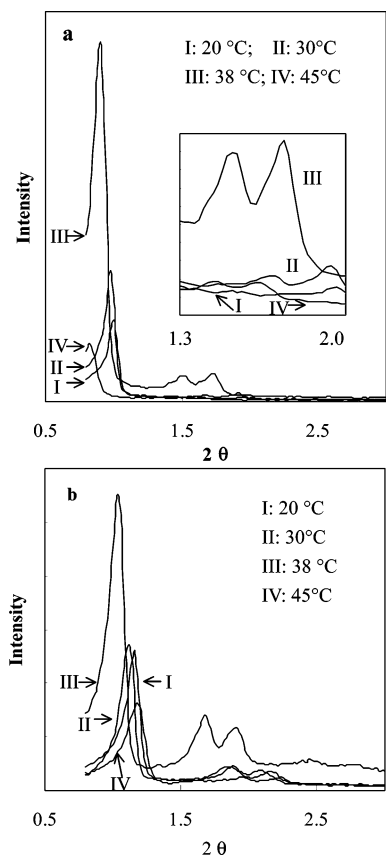 a
I: 20 °C; II: 30°C
III: 38 °C; IV: 45°C
Intensity
III
IV
II
I
III
II
I
IV
1.3 2.0
0.5 1.5 2.5
2 θ
b
I: 20 °C
II: 30°C
III: 38 °C
IV: 45°C
Intensity
III
I
II
IV
0.5 1.5 2.5
2 θ